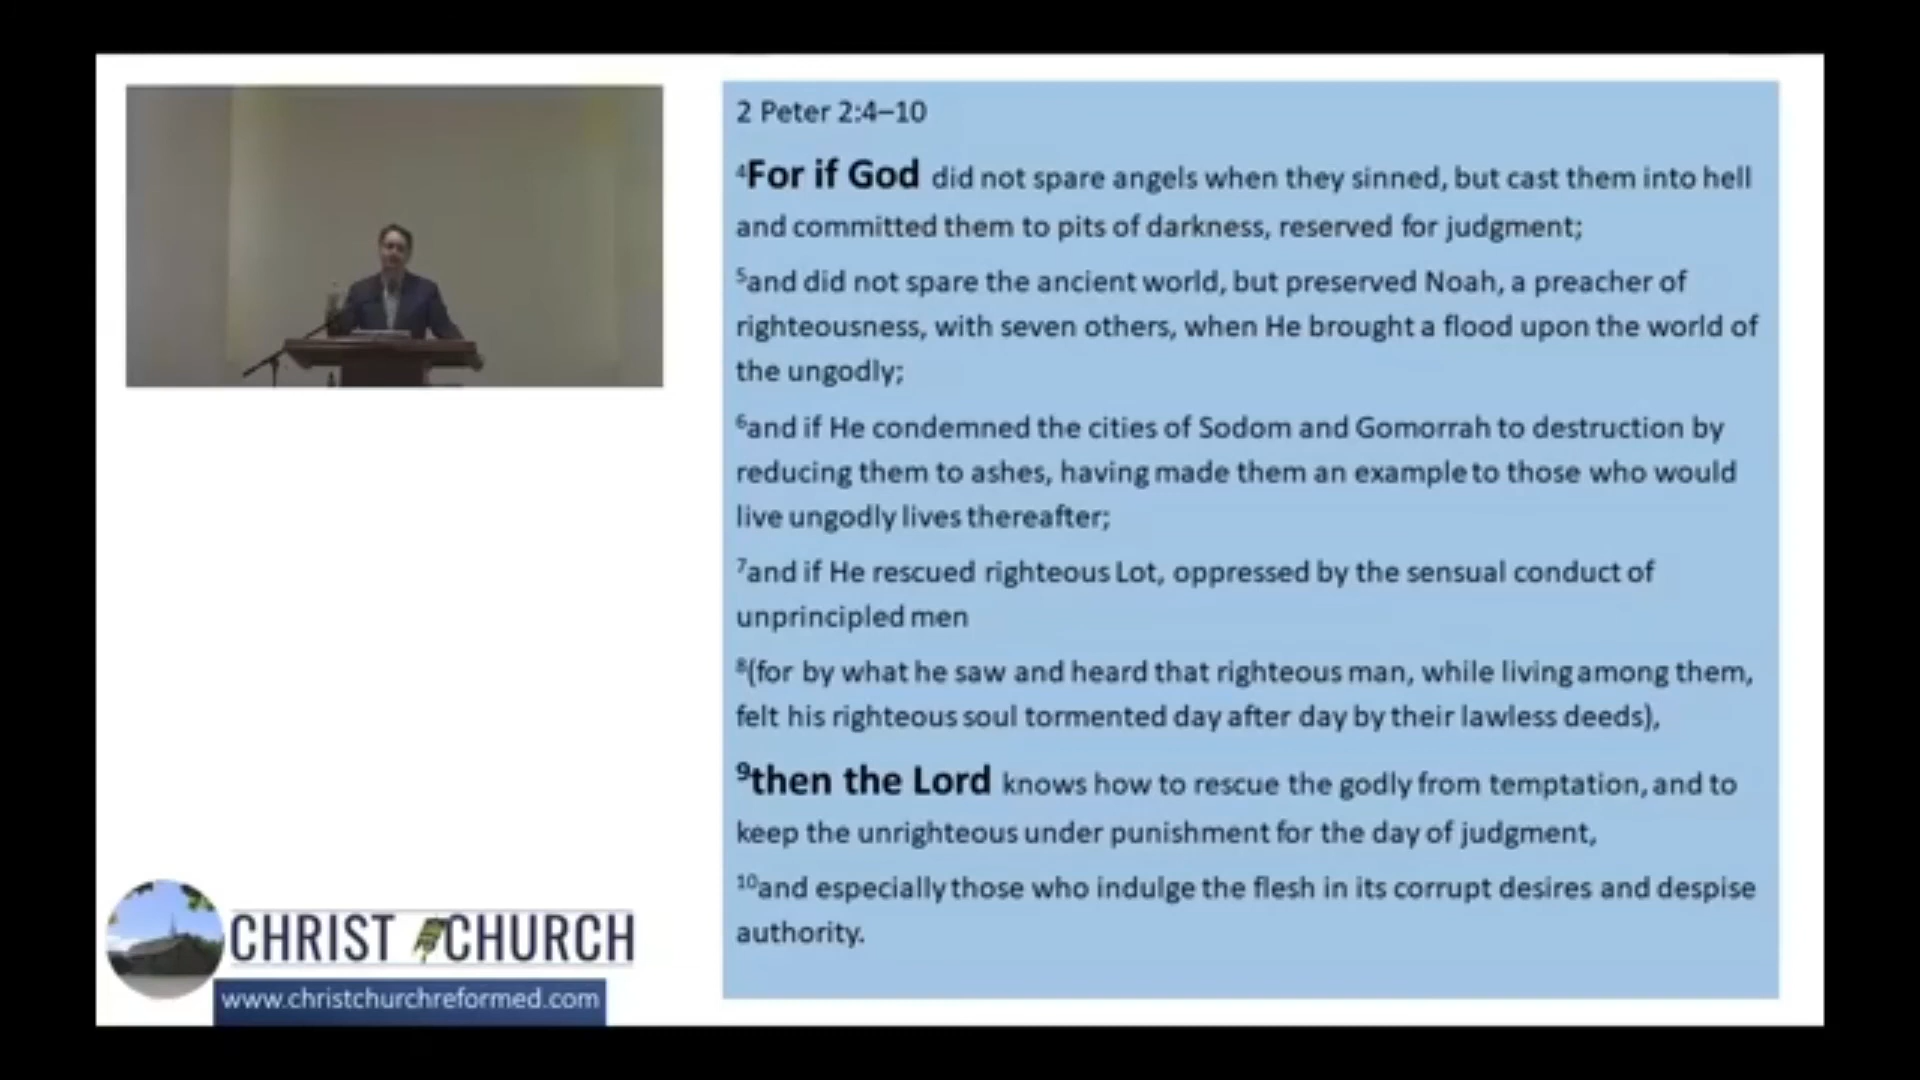 2 Peter 2:4–10
⁴For if God did not spare angels when they sinned, but cast them into hell
and committed them to pits of darkness, reserved for judgment;
⁵and did not spare the ancient world, but preserved Noah, a preacher of
righteousness, with seven others, when He brought a flood upon the world of
the ungodly;
⁶and if He condemned the cities of Sodom and Gomorrah to destruction by
reducing them to ashes, having made them an example to those who would
live ungodly lives thereafter;
⁷and if He rescued righteous Lot, oppressed by the sensual conduct of
unprincipled men
⁸(for by what he saw and heard that righteous man, while living among them,
felt his righteous soul tormented day after day by their lawless deeds),
⁹then the Lord knows how to rescue the godly from temptation, and to
keep the unrighteous under punishment for the day of judgment,
¹⁰and especially those who indulge the flesh in its corrupt desires and despise
authority.
CHRIST CHURCH
www.christchurchreformed.com